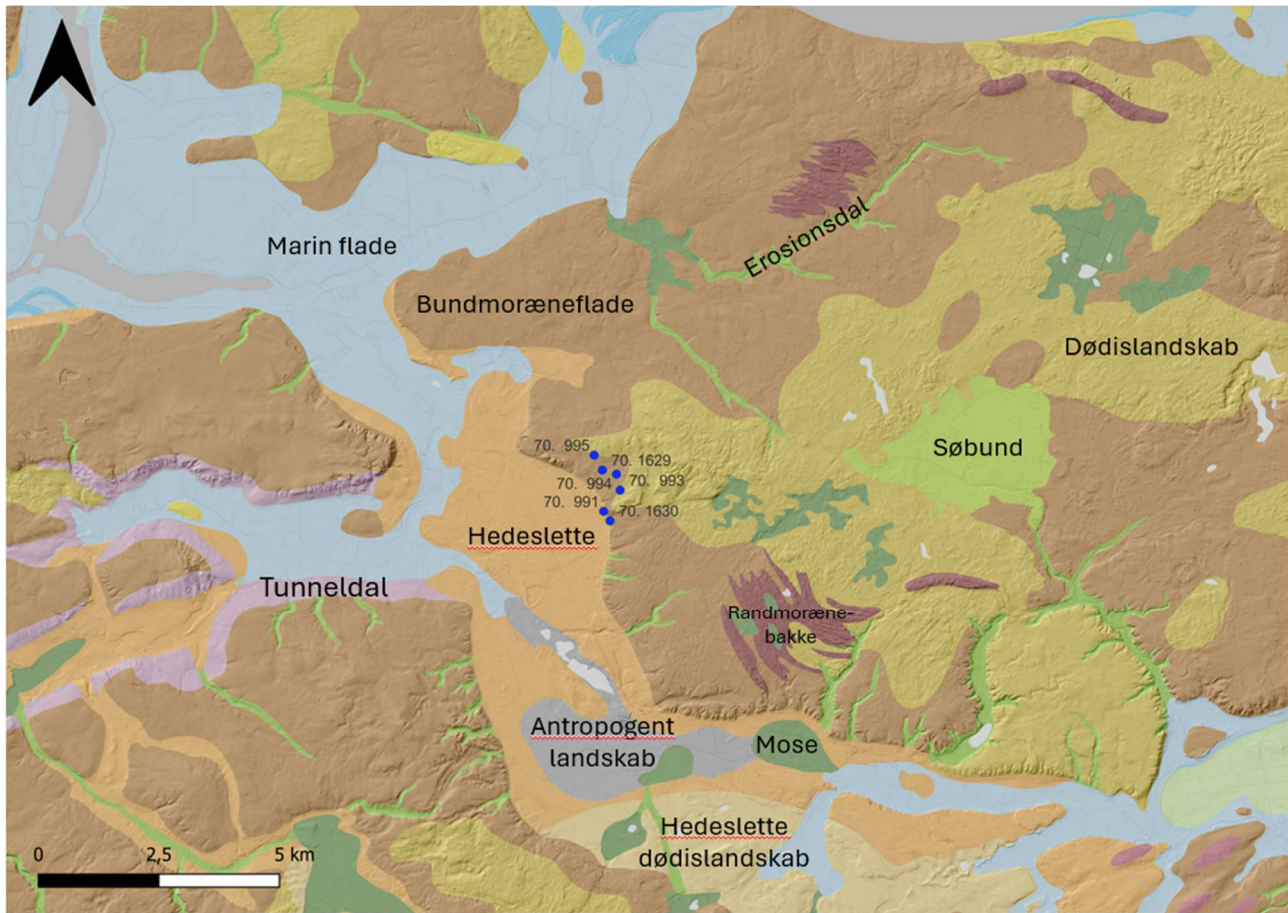 Marin flade
Erosionsdal
Bundmoræneflade
Dødislandskab
Søbund
70. 995
70. 1629
70. 994
70. 993
70. 991
70. 1630
Hedeslette
Tunneldal
Randmoræne-
bakke
Antropogent
landskab
Mose
Hedeslette
dødislandskab
0 2,5 5 km